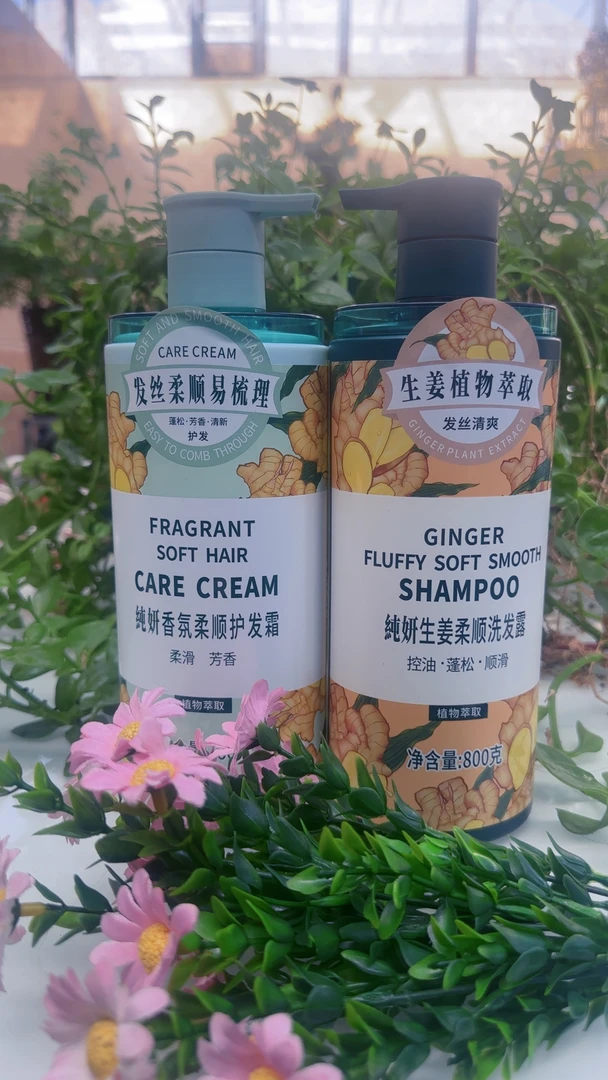 SOFT AND SMOOTH HAIR
CARE CREAM
发丝柔顺易梳理
蓬松·芳香·清新
护发
EASY TO COMB THROUGH
FRAGRANT
SOFT HAIR
CARE CREAM
純妍香氛柔顺护发霜
柔滑 芳香
植物萃取
生姜植物萃取
发丝清爽
GINGER PLANT EXTRACT
GINGER
FLUFFY SOFT SMOOTH
SHAMPOO
純妍生姜柔顺洗发露
控油·蓬松·顺滑
植物萃取
净含量:800克